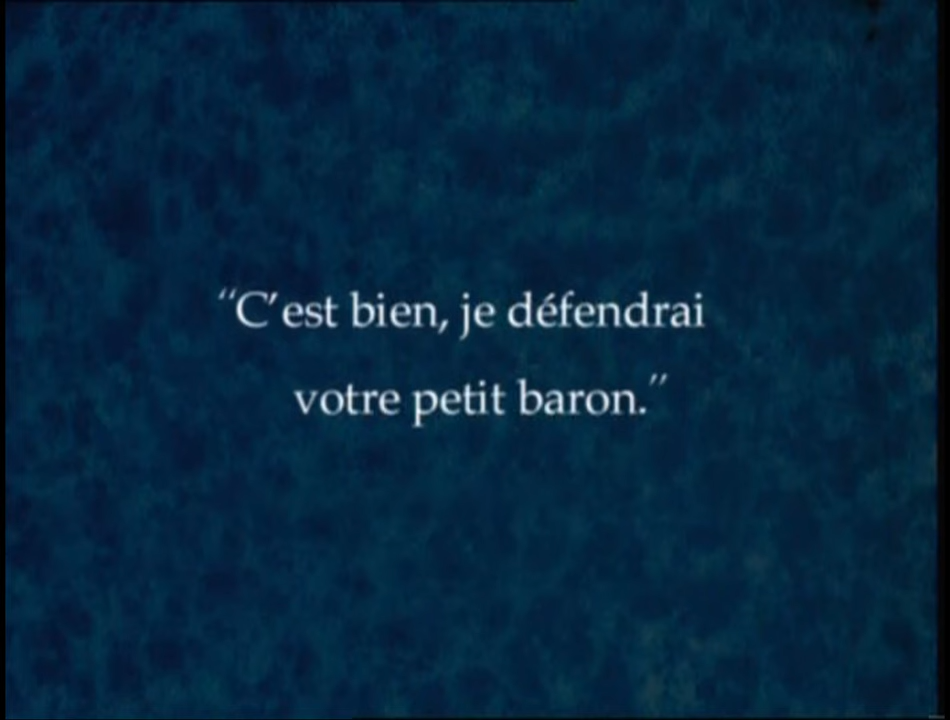 “C'est bien, je défendrai
votre petit baron.”